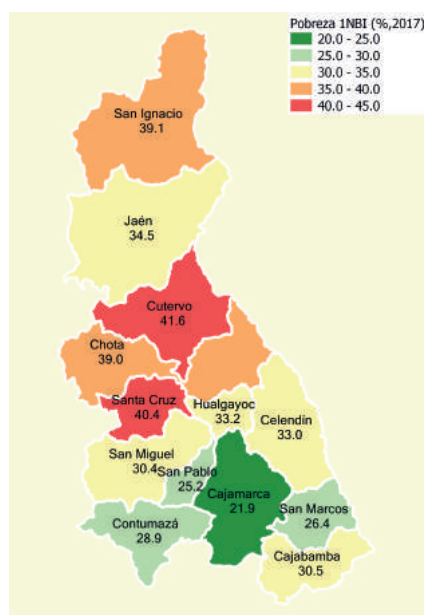 Pobreza 1NBI (%,2017)
20.0 - 25.0
25.0 - 30.0
30.0 - 35.0
35.0 - 40.0
40.0 - 45.0
San Ignacio
39.1
Jaén
34.5
Cutervo
41.6
Chota
39.0
Santa Cruz
40.4
Hualgayoc
33.2
Celendín
33.0
San Miguel
30.4
San Pablo
25.2
Cajamarca
21.9
San Marcos
26.4
Contumazá
28.9
Cajabamba
30.5